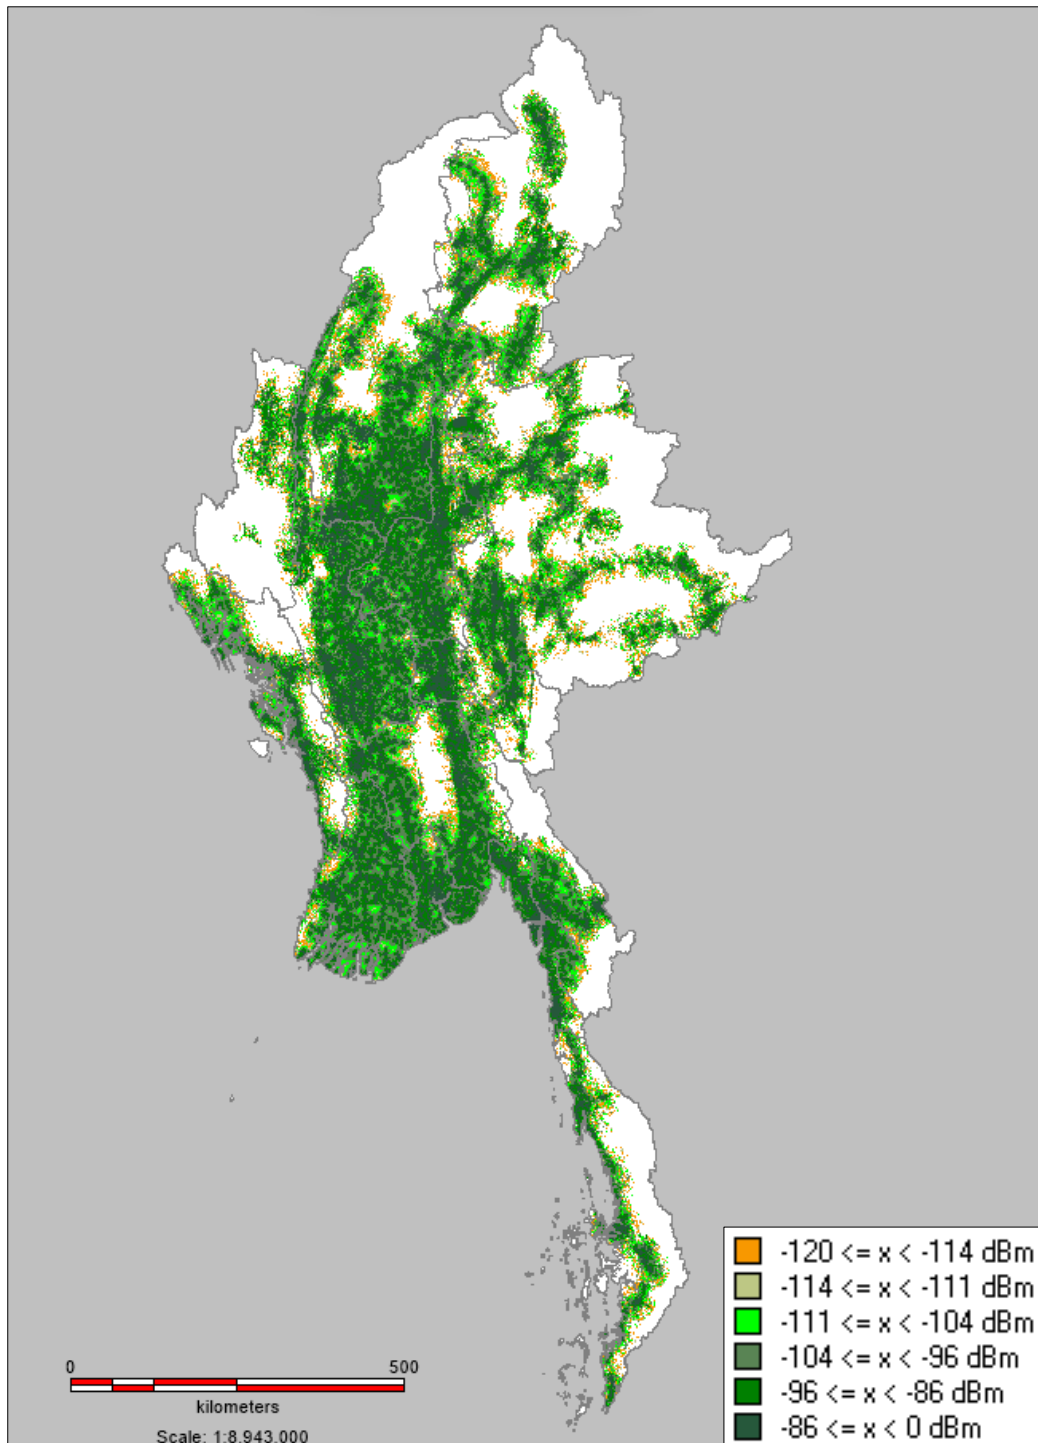 0 500
kilometers
Scale: 1:8,943,000
-120 <= x < -114 dBm
-114 <= x < -111 dBm
-111 <= x < -104 dBm
-104 <= x < -96 dBm
-96 <= x < -86 dBm
-86 <= x < 0 dBm